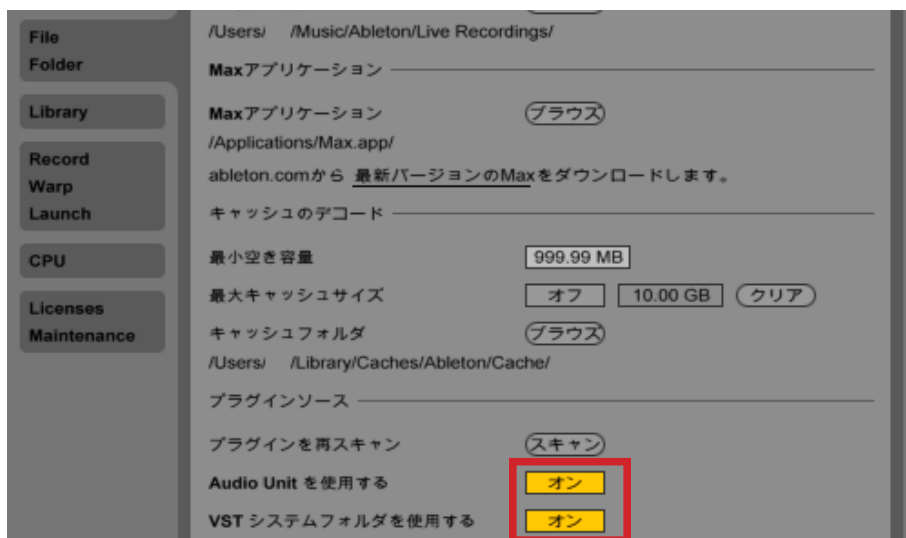 File
Folder
Library
Record
Warp
Launch
CPU
Licenses
Maintenance
/Users/ /Music/Ableton/Live Recordings/
Maxアプリケーション
Maxアプリケーション ブラウズ
/Applications/Max.app/
ableton.comから 最新バージョンのMaxをダウンロードします。
キャッシュのデコード
最小空き容量 999.99 MB
最大キャッシュサイズ オフ 10.00 GB クリア
キャッシュフォルダ ブラウズ
/Users/ /Library/Caches/Ableton/Cache/
プラグインソース
プラグインを再スキャン スキャン
Audio Unit を使用する オン
VST システムフォルダを使用する オン